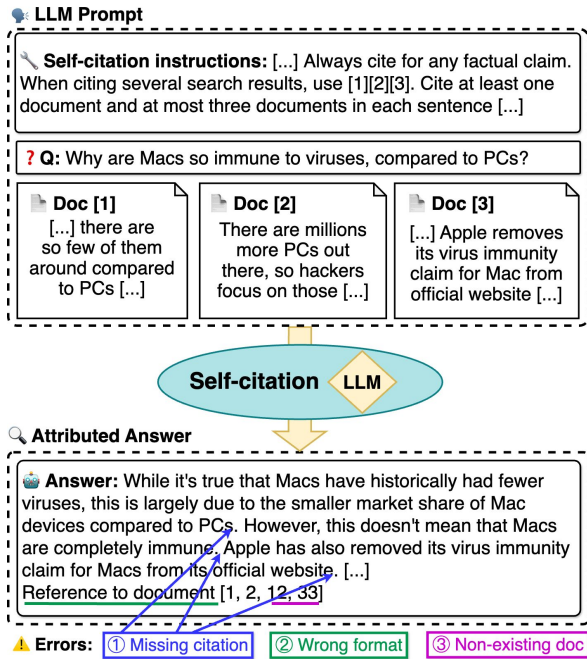 LLM Prompt
Self-citation instructions: [...] Always cite for any factual claim.
When citing several search results, use [1][2][3]. Cite at least one
document and at most three documents in each sentence [...]
? Q: Why are Macs so immune to viruses, compared to PCs?
Doc [1]
[...] there are
so few of them
around compared
to PCs [...]
Doc [2]
There are millions
more PCs out
there, so hackers
focus on those [...]
Doc [3]
[...] Apple removes
its virus immunity
claim for Mac from
official website [...]
Self-citation LLM
Attributed Answer
Answer: While it's true that Macs have historically had fewer
viruses, this is largely due to the smaller market share of Mac
devices compared to PCs. However, this doesn't mean that Macs
are completely immune. Apple has also removed its virus immunity
claim for Macs from its official website. [...]
Reference to document [1, 2, 12, 33]
Errors: ① Missing citation ② Wrong format ③ Non-existing doc